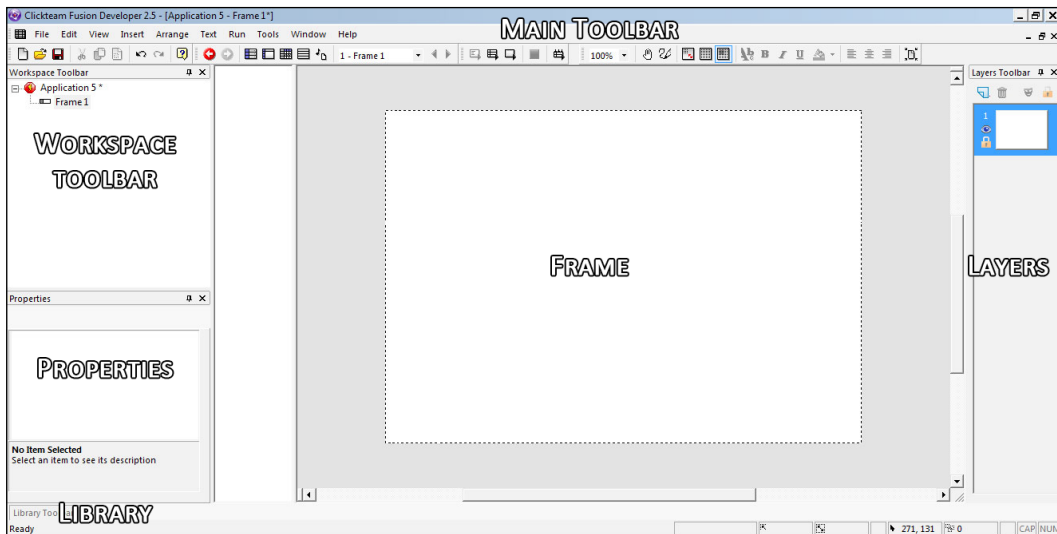 Clickteam Fusion Developer 2.5 - [Application 5 - Frame 1*]
File Edit View Insert Arrange Text Run Tools Window Help
MAIN TOOLBAR
1 - Frame 1
100%
B I U
Workspace Toolbar
Application 5 *
Frame 1
WORKSPACE
TOOLBAR
Layers Toolbar
1
FRAME
LAYERS
Properties
PROPERTIES
No Item Selected
Select an item to see its description
Library Too
LIBRARY
Ready
271, 131
0
CAP NUM